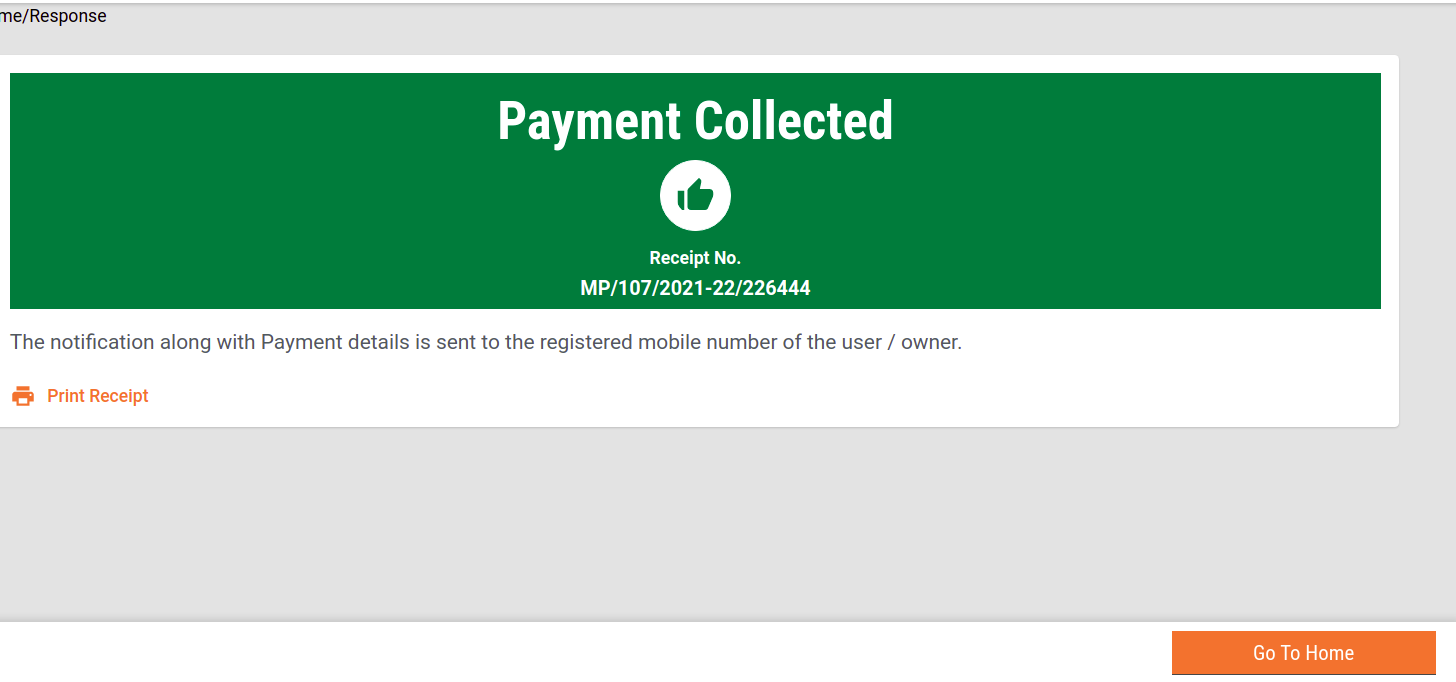 me/Response
Payment Collected
Receipt No.
MP/107/2021-22/226444
The notification along with Payment details is sent to the registered mobile number of the user / owner.
Print Receipt
Go To Home